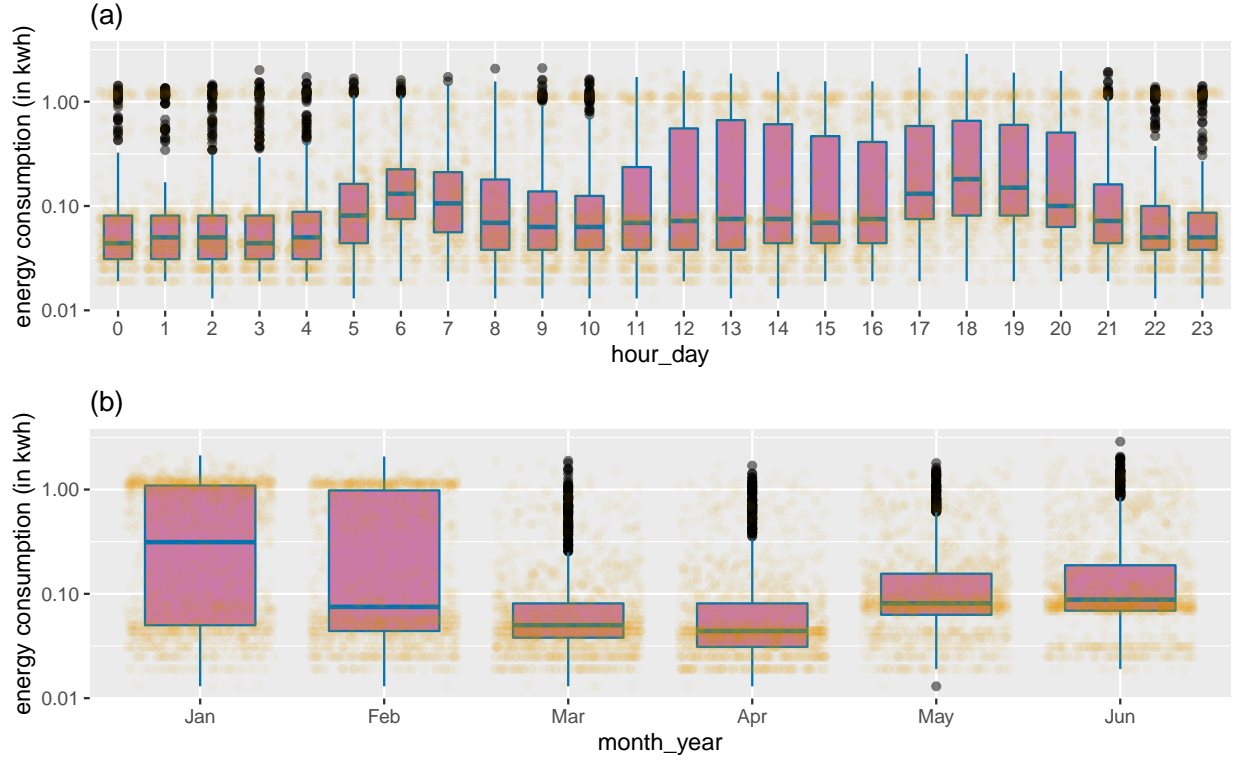 (a)
energy consumption (in kwh)
1.00
0.10
0.01
0 1 2 3 4 5 6 7 8 9 10 11 12 13 14 15 16 17 18 19 20 21 22 23
hour_day
(b)
energy consumption (in kwh)
1.00
0.10
0.01
Jan Feb Mar Apr May Jun
month_year